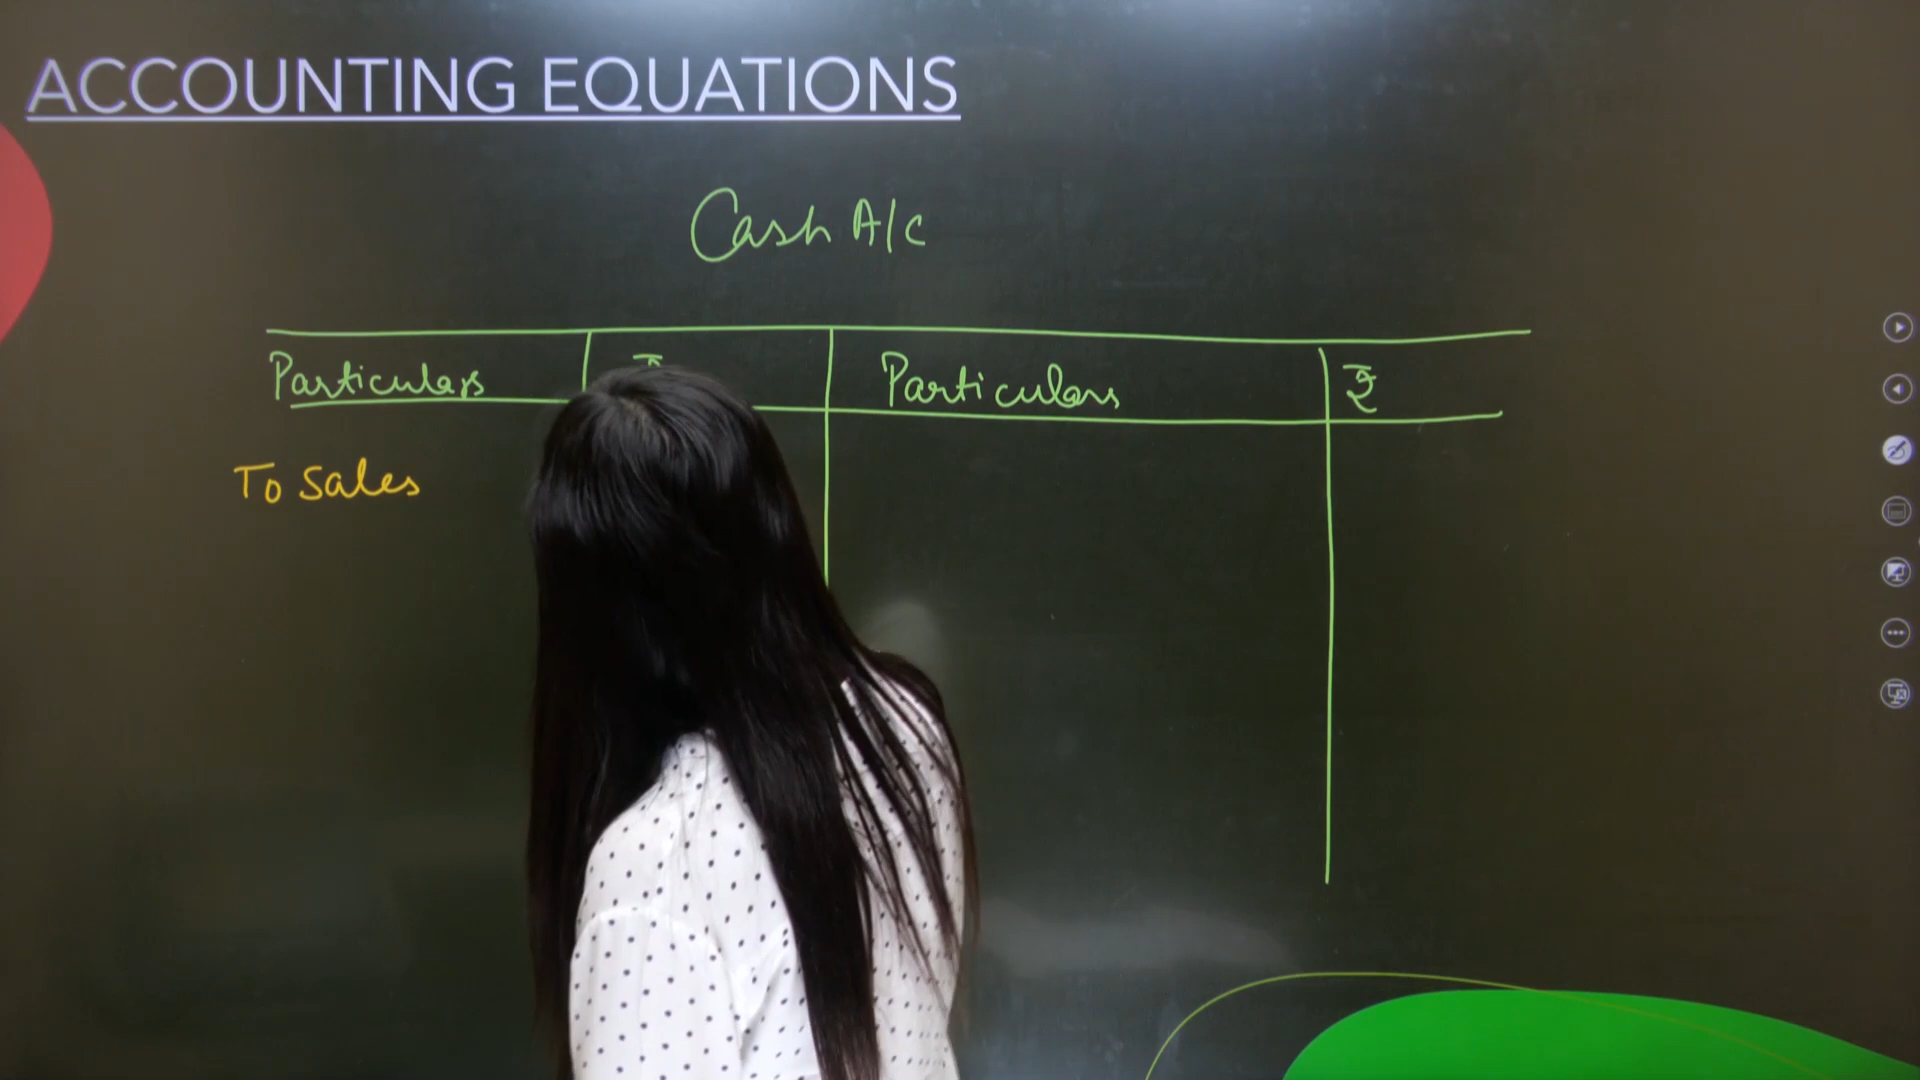 ACCOUNTING EQUATIONS
Cash A/c
Particulars ₹ Particulars ₹
To Sales